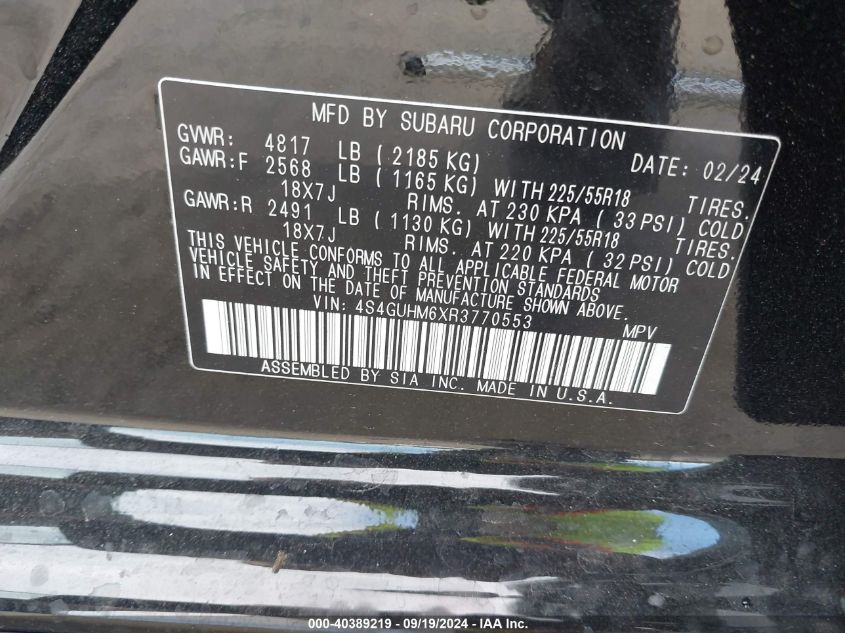 MFD BY SUBARU CORPORATION
GVWR: 4817 LB ( 2185 KG) DATE: 02/24
GAWR:F 2568 LB ( 1165 KG) WITH 225/55R18 TIRES.
18X7J RIMS. AT 230 KPA ( 33 PSI) COLD
GAWR:R 2491 LB ( 1130 KG) WITH 225/55R18 TIRES.
18X7J RIMS. AT 220 KPA ( 32 PSI) COLD
THIS VEHICLE CONFORMS TO ALL APPLICABLE FEDERAL MOTOR
VEHICLE SAFETY AND THEFT PREVENTION STANDARDS
IN EFFECT ON THE DATE OF MANUFACTURE SHOWN ABOVE.
VIN: 4S4GUHM6XR3770553 MPV
ASSEMBLED BY SIA INC. MADE IN U.S.A.
000-40389219 - 09/19/2024 - IAA Inc.